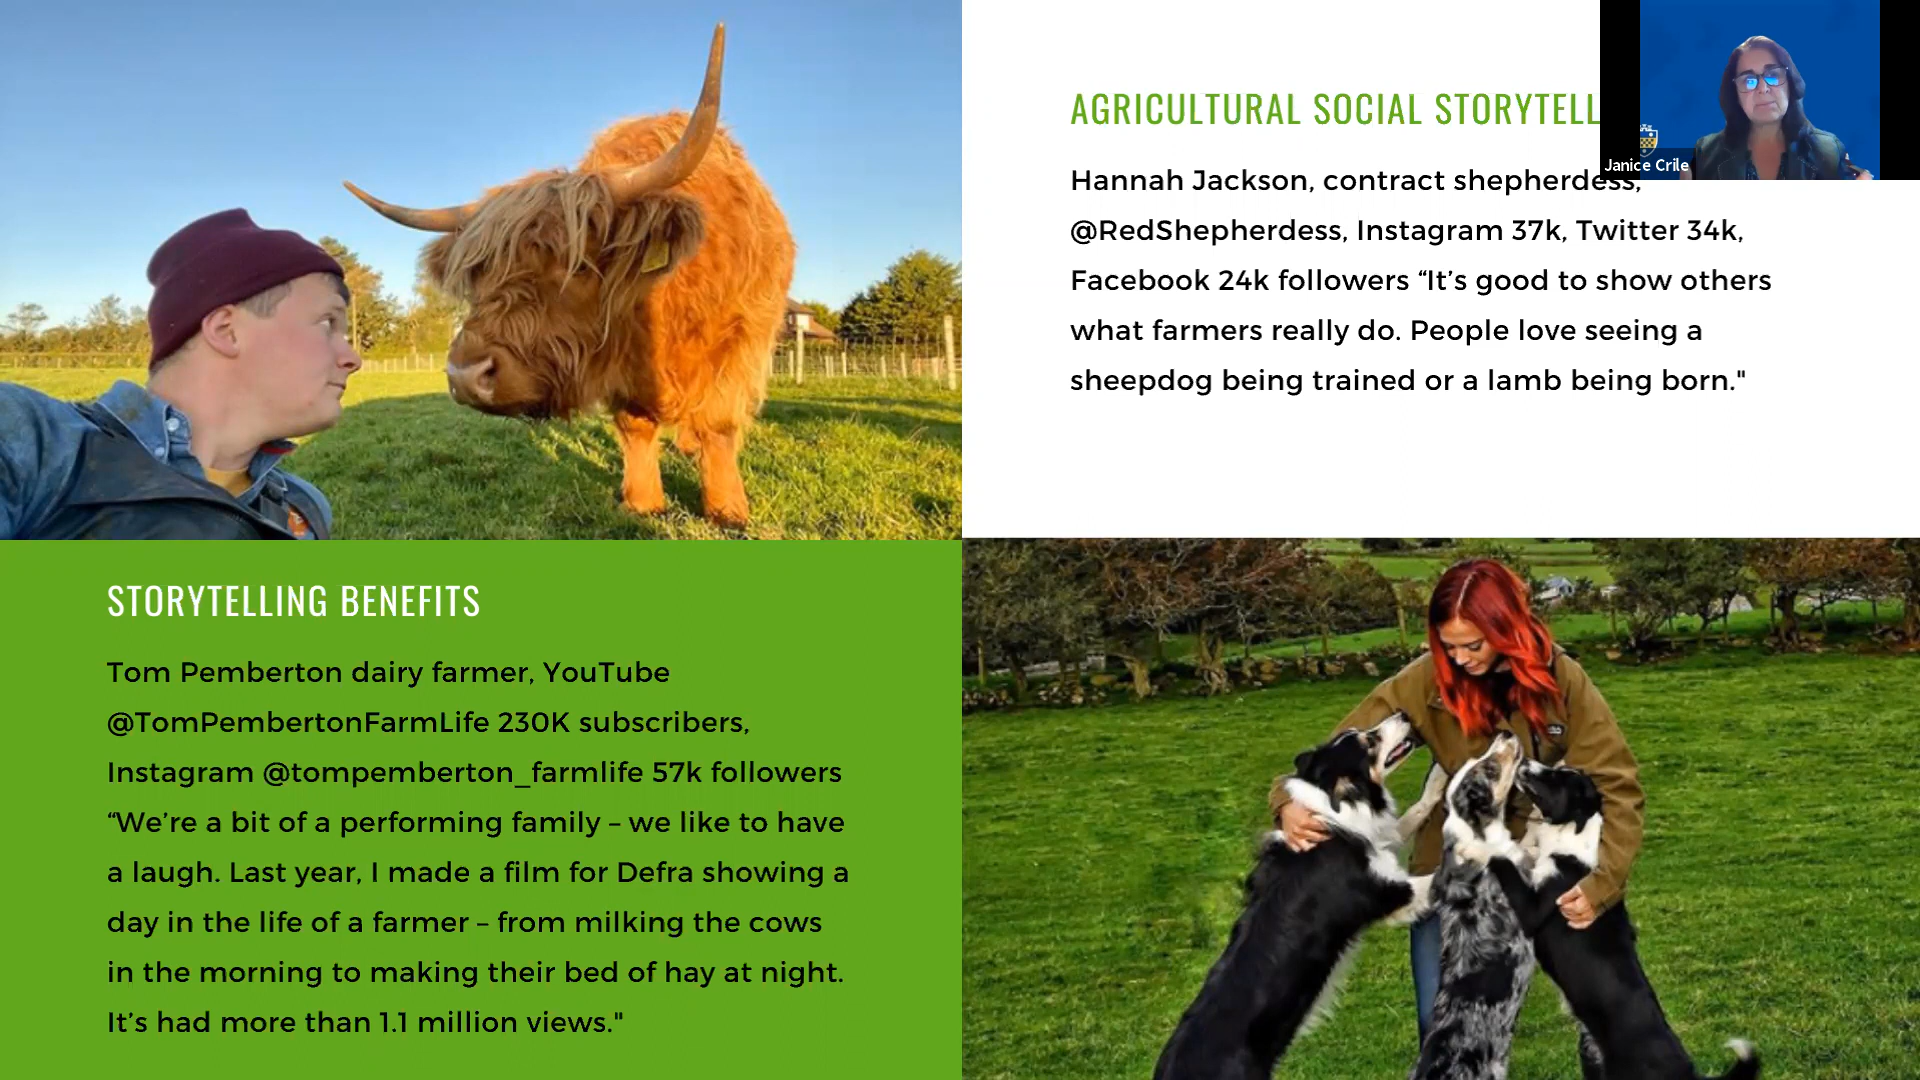 AGRICULTURAL SOCIAL STORYTELL
Janice Crile
Hannah Jackson, contract shepherdess,
@RedShepherdess, Instagram 37k, Twitter 34k,
Facebook 24k followers “It’s good to show others
what farmers really do. People love seeing a
sheepdog being trained or a lamb being born."
STORYTELLING BENEFITS
Tom Pemberton dairy farmer, YouTube
@TomPembertonFarmLife 230K subscribers,
Instagram @tompemberton_farmlife 57k followers
“We’re a bit of a performing family – we like to have
a laugh. Last year, I made a film for Defra showing a
day in the life of a farmer – from milking the cows
in the morning to making their bed of hay at night.
It’s had more than 1.1 million views."